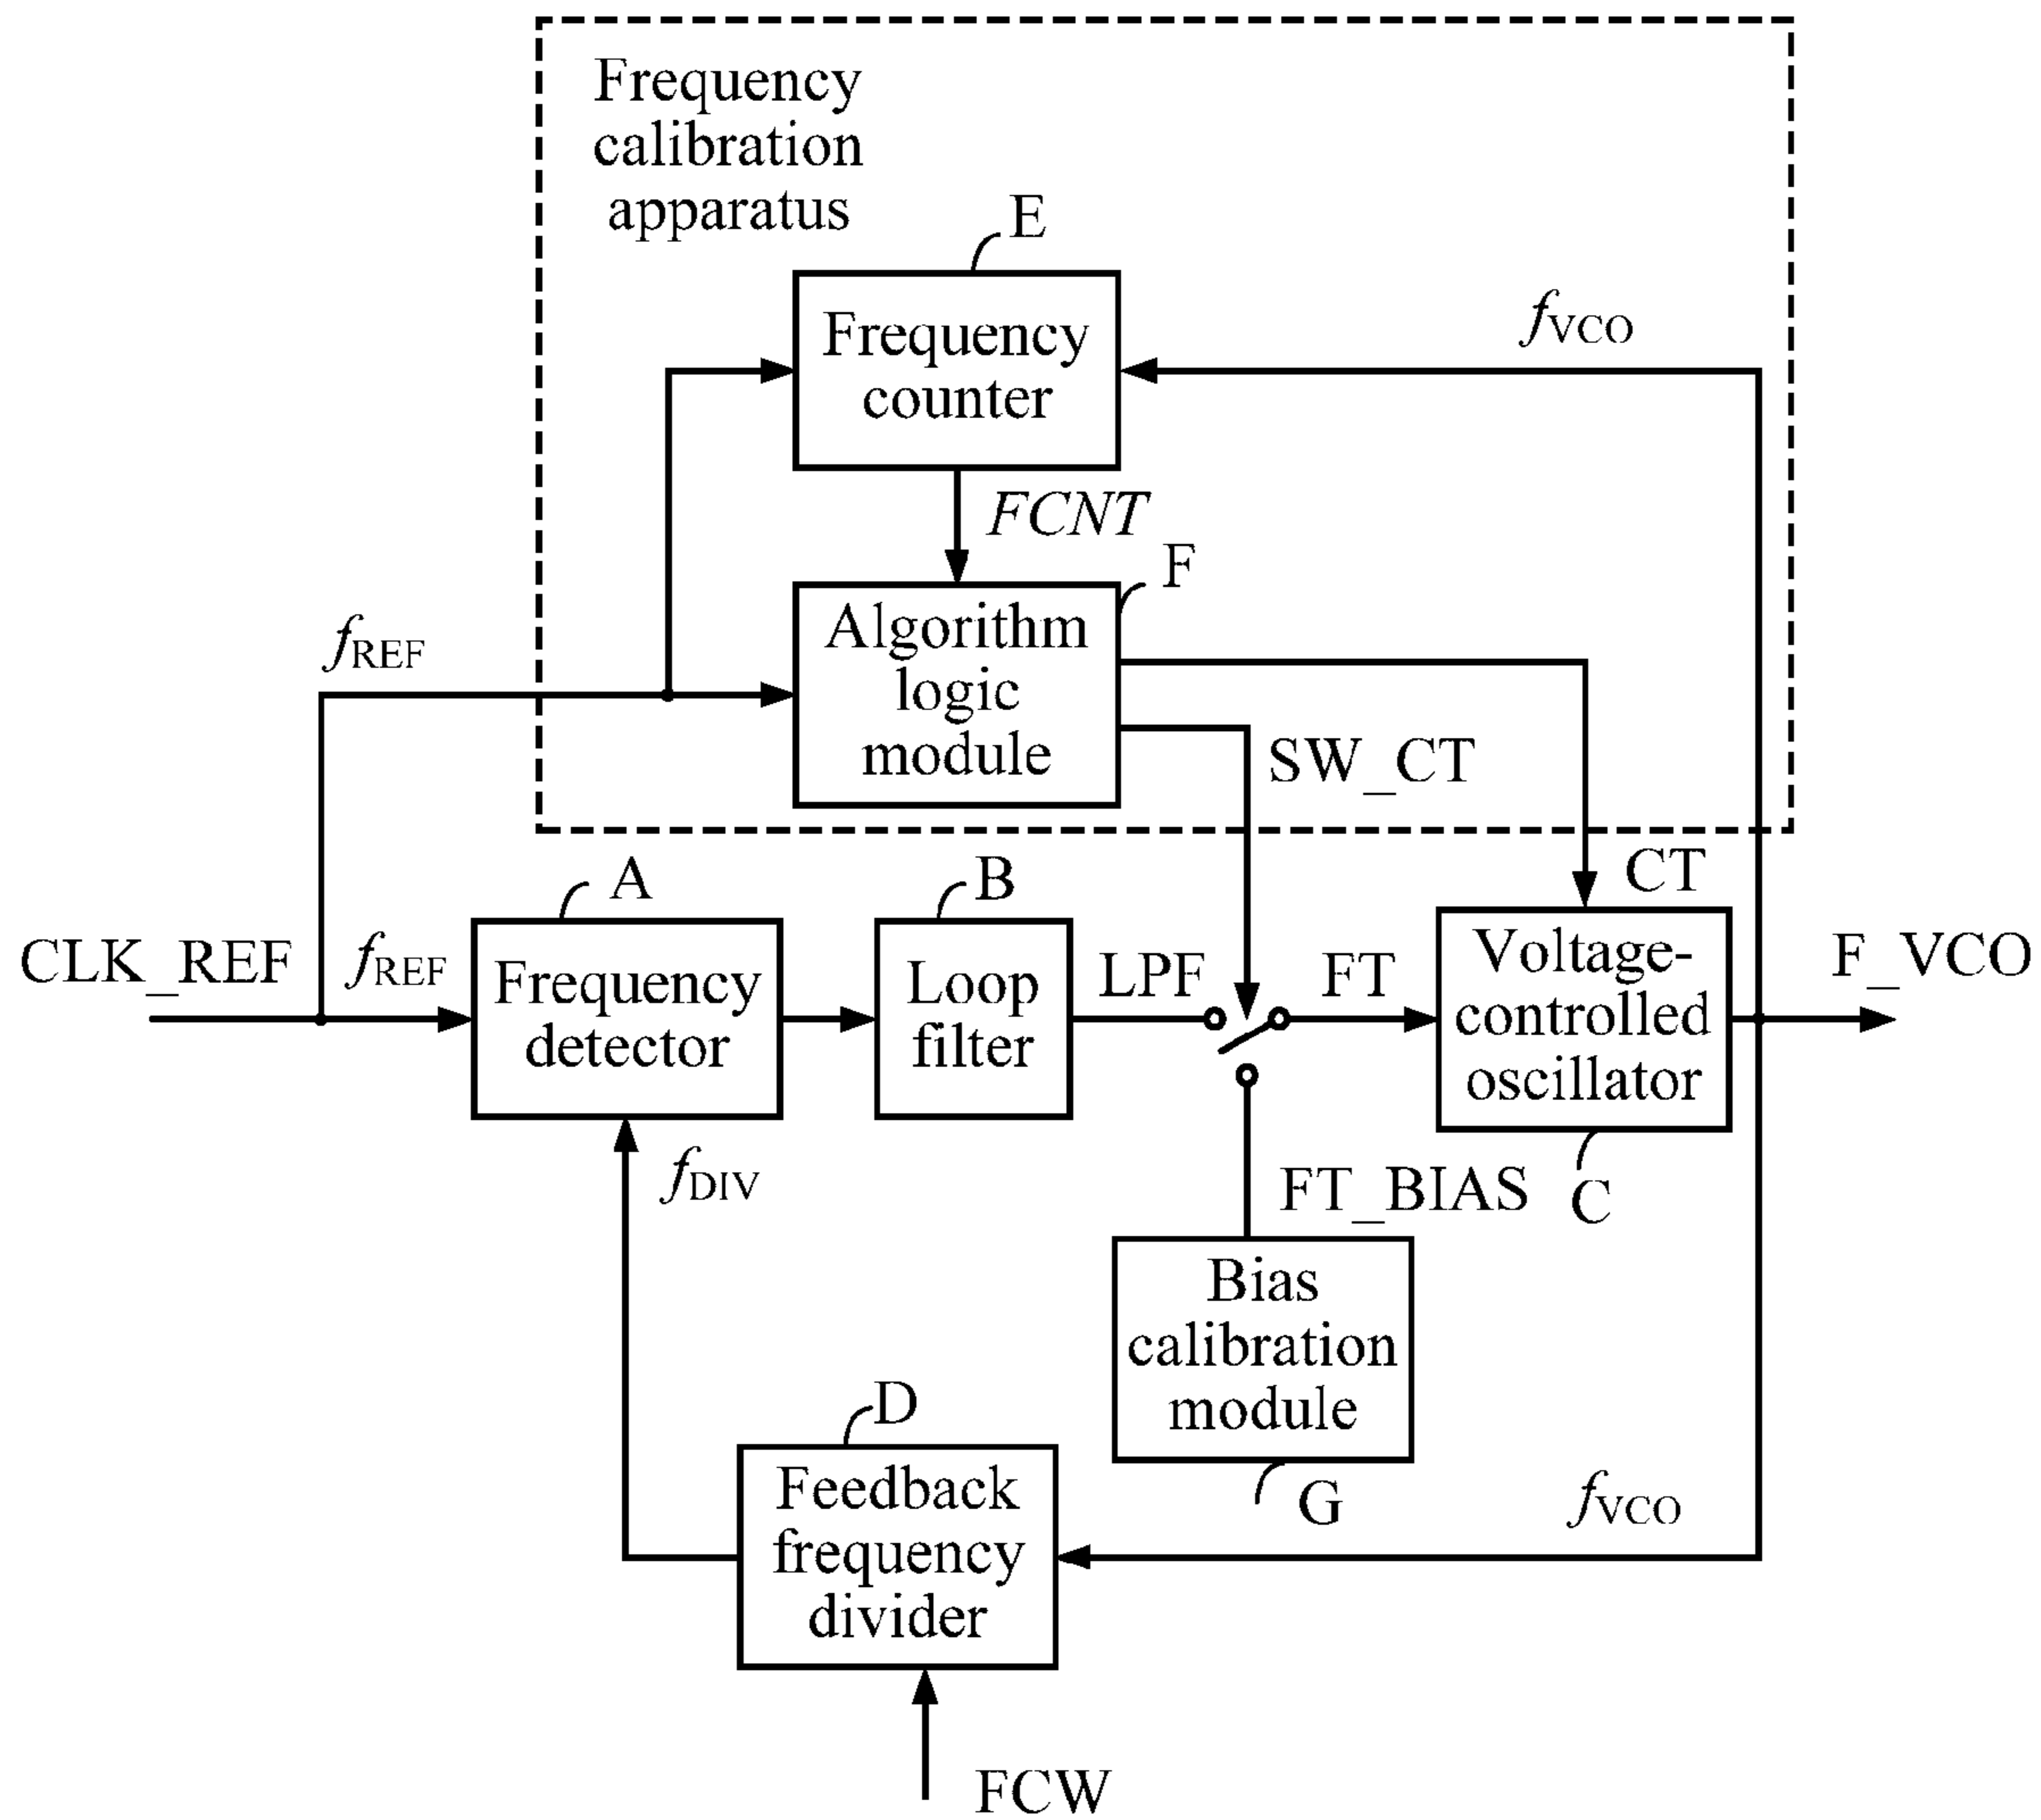 Frequency
calibration
apparatus
E
Frequency
counter
fVCO
FCNT
F
Algorithm
logic
module
fREF
SW_CT
CT
A
B
CLK_REF
fREF
Frequency
detector
Loop
filter
LPF
FT
Voltage-
controlled
oscillator
F_VCO
fDIV
FT_BIAS
C
Bias
calibration
module
G
D
Feedback
frequency
divider
fVCO
FCW